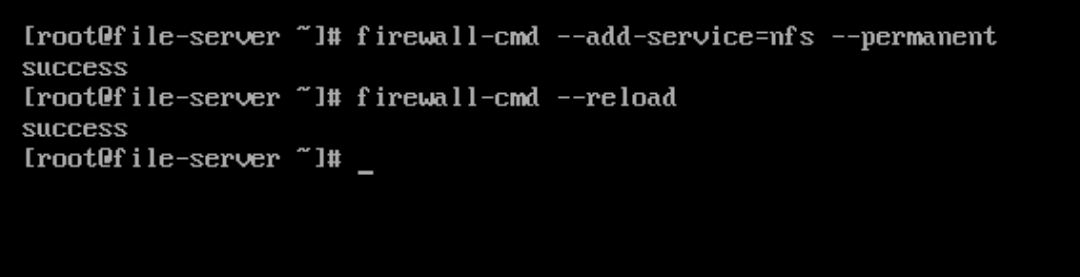 [root@file-server ~]# firewall-cmd --add-service=nfs --permanent
success
[root@file-server ~]# firewall-cmd --reload
success
[root@file-server ~]# _